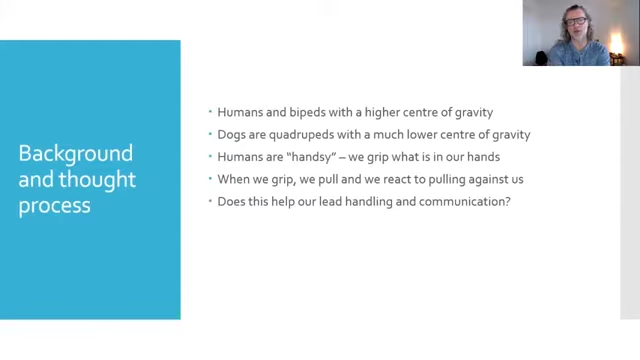 Background
and thought
process
Humans and bipeds with a higher centre of gravity
Dogs are quadrupeds with a much lower centre of gravity
Humans are “handsy” – we grip what is in our hands
When we grip, we pull and we react to pulling against us
Does this help our lead handling and communication?